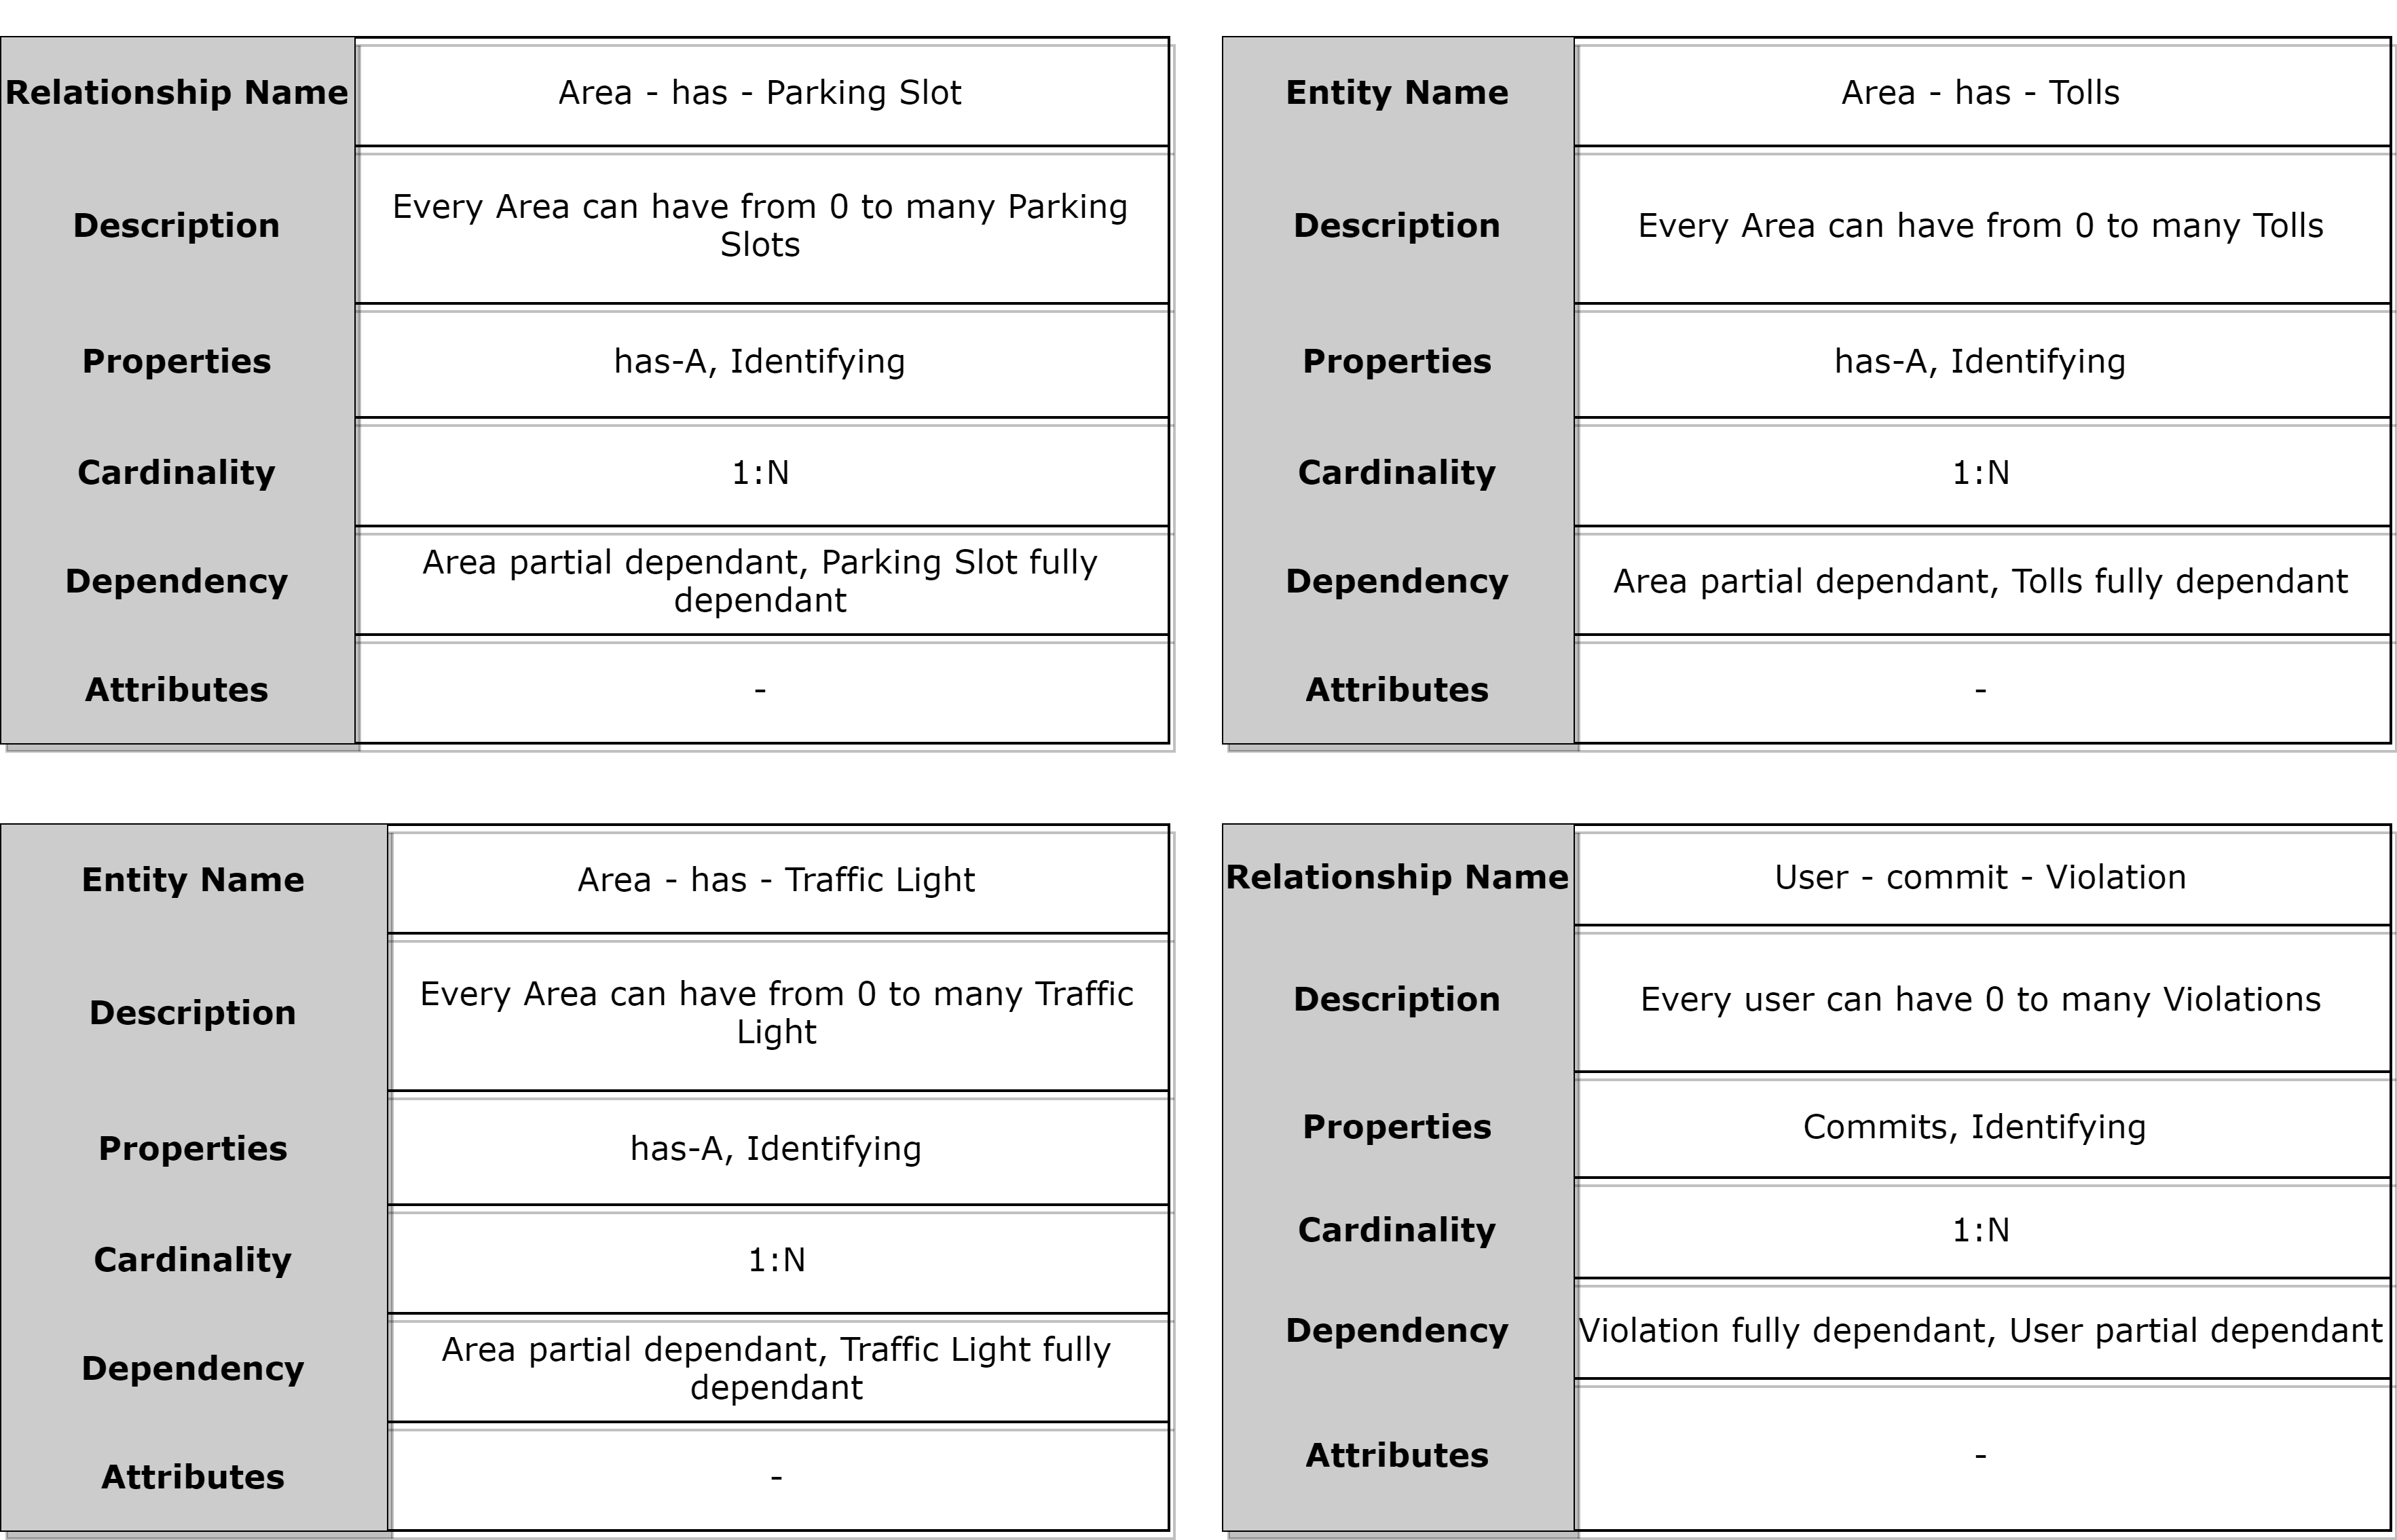 Relationship Name
Area - has - Parking Slot
Description
Every Area can have from 0 to many Parking
Slots
Properties
has-A, Identifying
Cardinality
1:N
Dependency
Area partial dependant, Parking Slot fully
dependant
Attributes
-
Entity Name
Area - has - Tolls
Description
Every Area can have from 0 to many Tolls
Properties
has-A, Identifying
Cardinality
1:N
Dependency
Area partial dependant, Tolls fully dependant
Attributes
-
Entity Name
Area - has - Traffic Light
Description
Every Area can have from 0 to many Traffic
Light
Properties
has-A, Identifying
Cardinality
1:N
Dependency
Area partial dependant, Traffic Light fully
dependant
Attributes
-
Relationship Name
User - commit - Violation
Description
Every user can have 0 to many Violations
Properties
Commits, Identifying
Cardinality
1:N
Dependency
Violation fully dependant, User partial dependant
Attributes
-